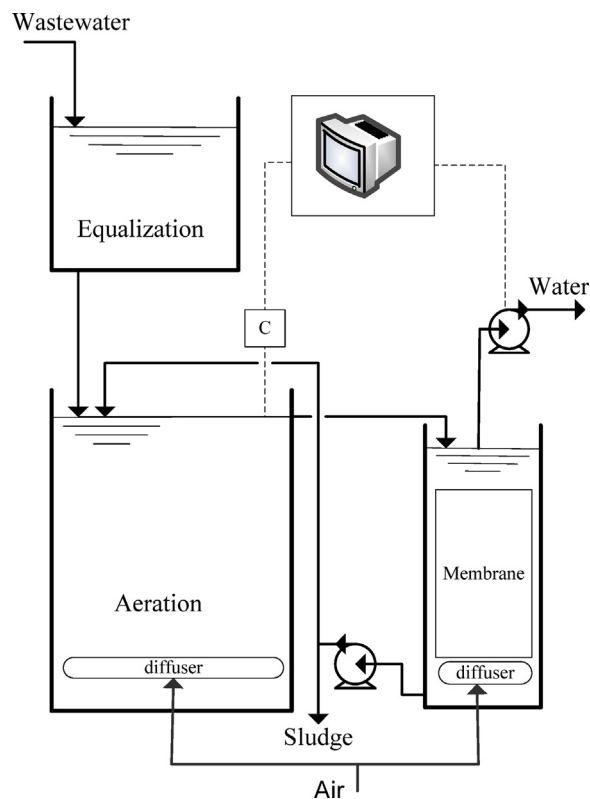 Wastewater
Equalization
C
Water
Membrane
Aeration
diffuser
diffuser
Sludge
Air